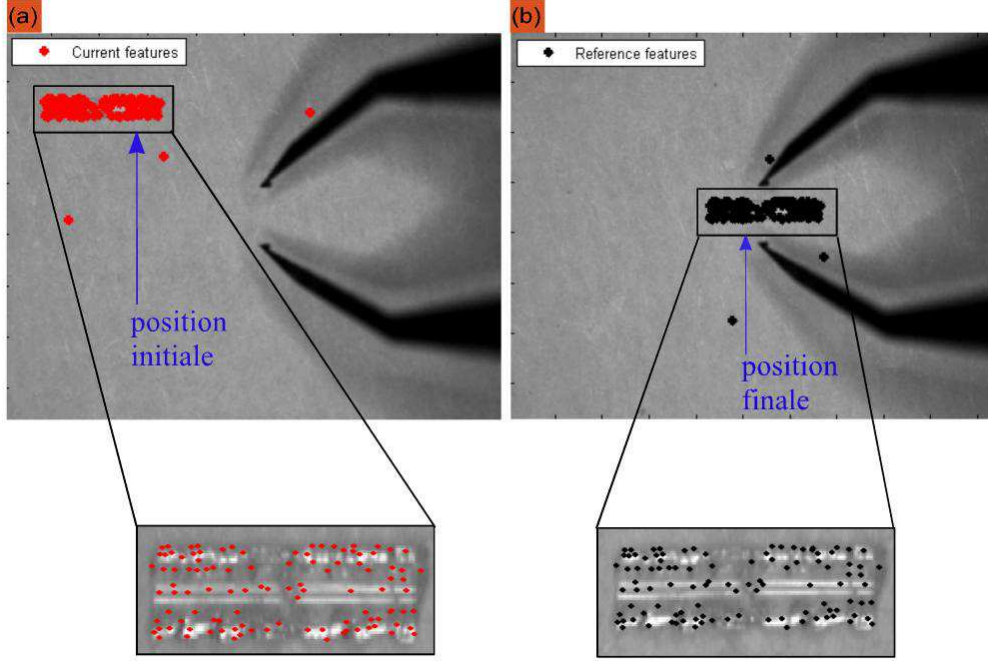 (a)
Current features
position
initiale
(b)
Reference features
position
finale